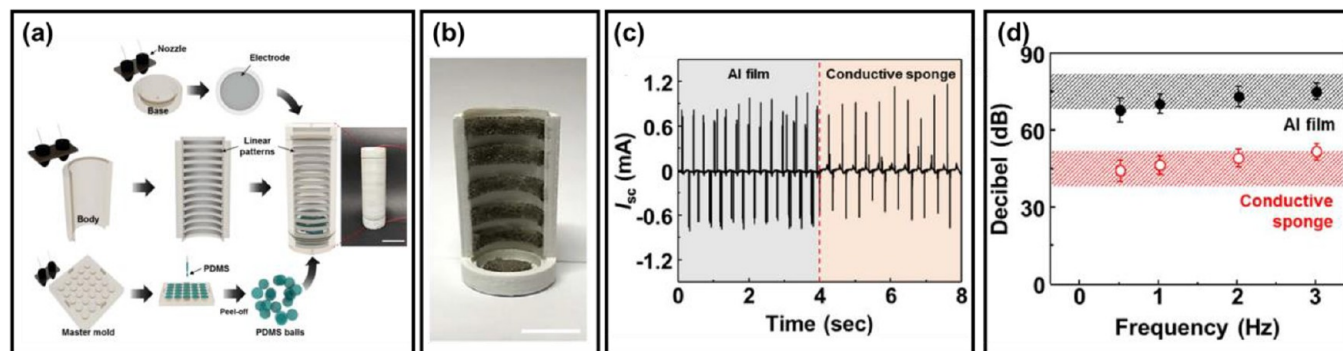 (a)
Nozzle
Electrode
Base
Linear
patterns
Body
PDMS
Peel-off
Master mold
PDMS balls
(b)
(c)
Al film
Conductive sponge
1.2
0.6
0
-0.6
-1.2
Isc (mA)
0
2
4
6
8
Time (sec)
(d)
90
60
30
0
Decibel (dB)
Al film
Conductive
sponge
0
1
2
3
Frequency (Hz)